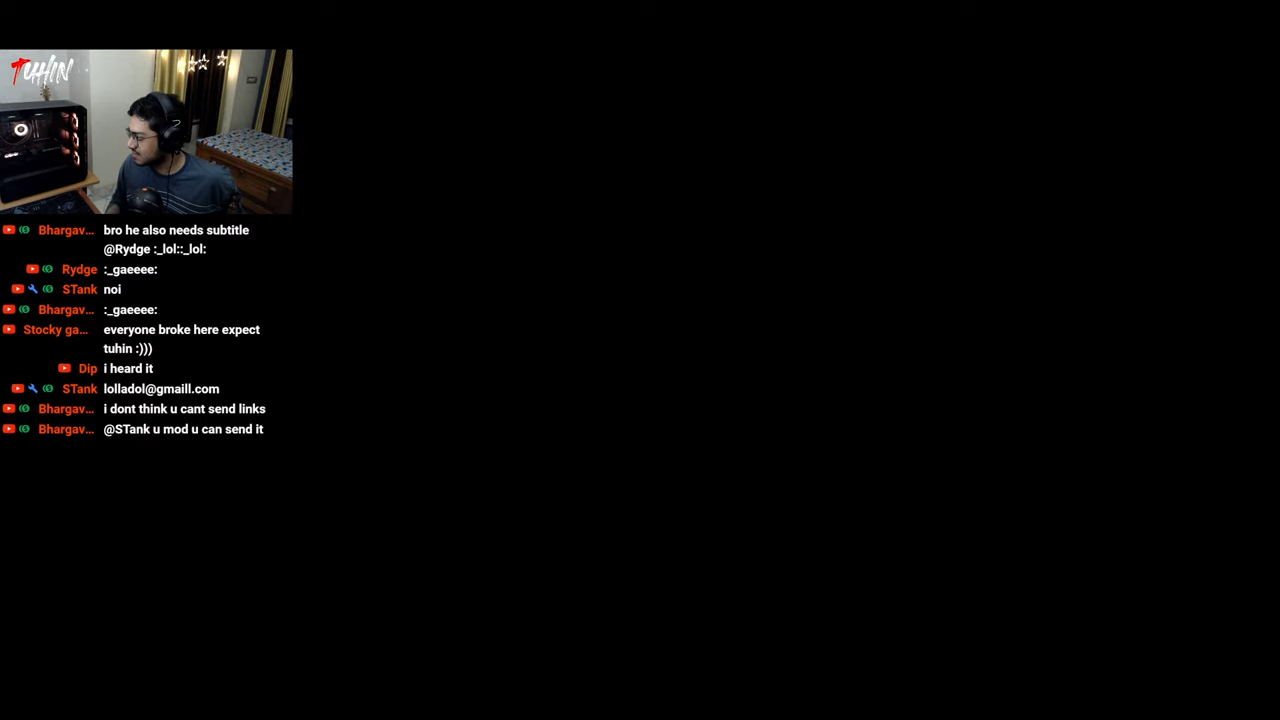 TUHIN
Bhargav... bro he also needs subtitle
@Rydge :_lol::_lol:
Rydge :_gaeeee:
STank noi
Bhargav... :_gaeeee:
Stocky ga... everyone broke here expect
tuhin :)))
Dip i heard it
STank lolladol@gmaill.com
Bhargav... i dont think u cant send links
Bhargav... @STank u mod u can send it